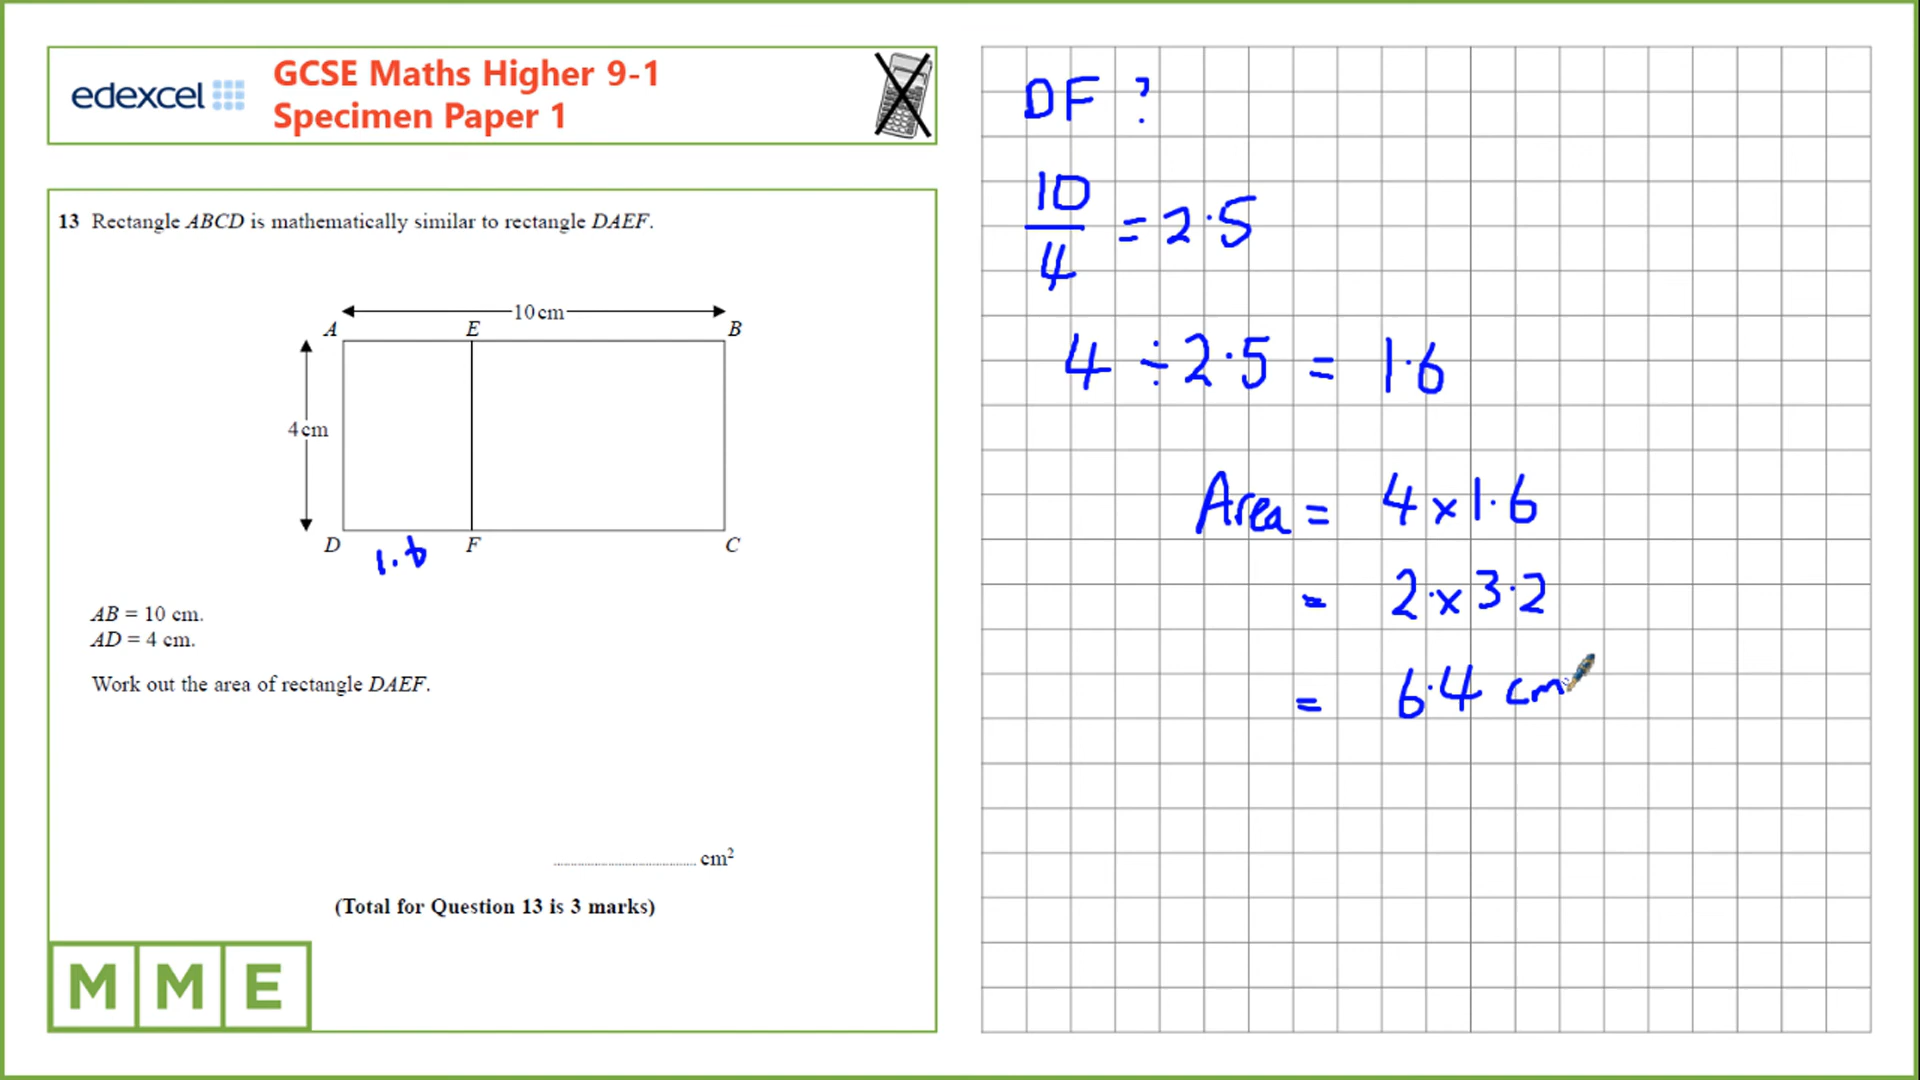 edexcel
GCSE Maths Higher 9-1
Specimen Paper 1
13 Rectangle ABCD is mathematically similar to rectangle DAEF.
10 cm
A E B
4 cm
D F C
1.6
AB = 10 cm.
AD = 4 cm.
Work out the area of rectangle DAEF.
cm²
(Total for Question 13 is 3 marks)
MME
DF ?
10/4 = 2.5
4 ÷ 2.5 = 1.6
Area = 4 × 1.6
= 2 × 3.2
= 6.4 cm